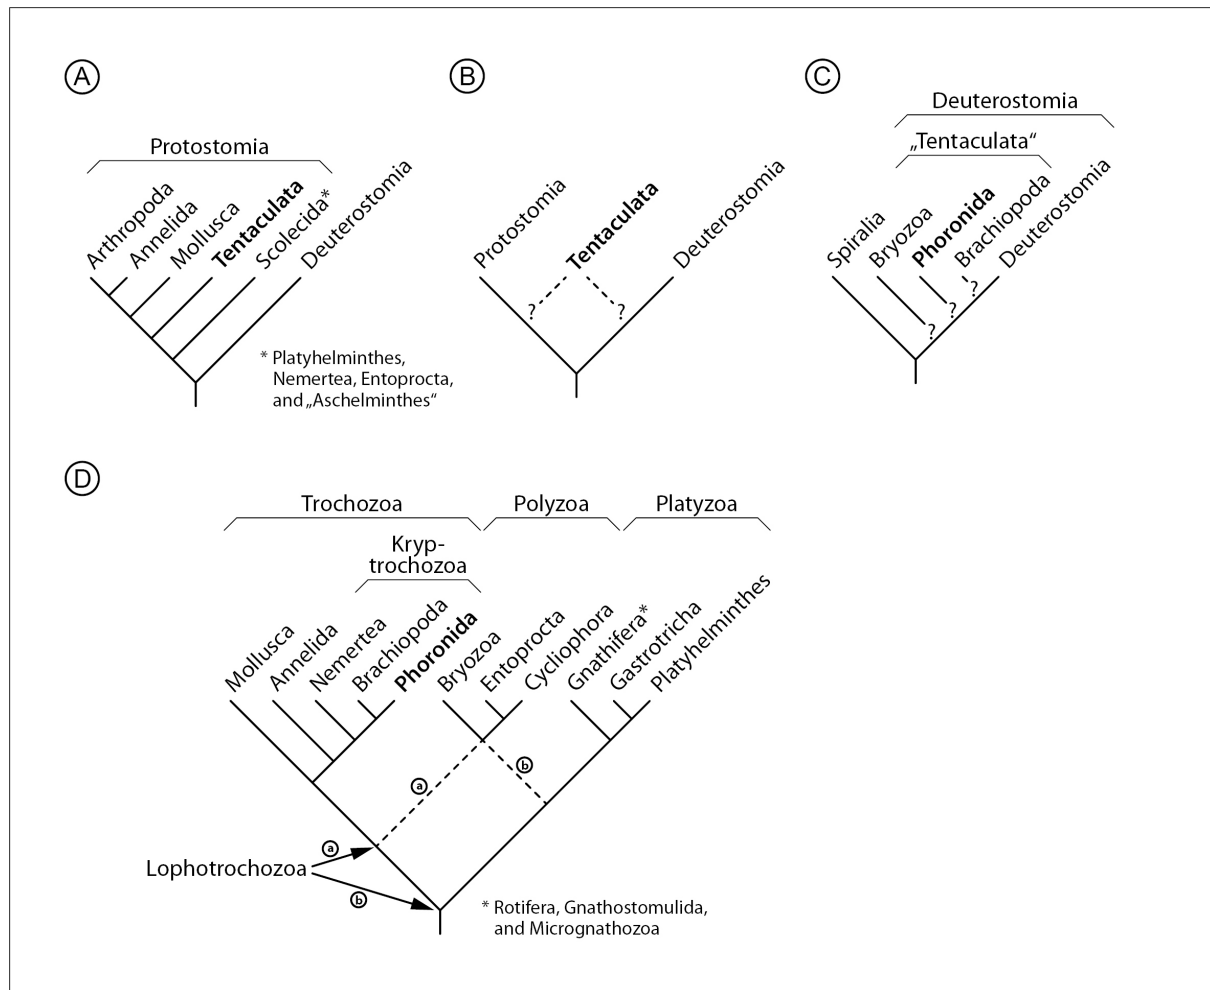 A
Protostomia
Arthropoda
Annelida
Mollusca
Tentaculata
Scolecida*
Deuterostomia
* Platyhelminthes,
Nemertea, Entoprocta,
and „Aschelminthes“
B
Protostomia
Tentaculata
Deuterostomia
?
?
C
Deuterostomia
„Tentaculata“
Spiralia
Bryozoa
Phoronida
Brachiopoda
Deuterostomia
?
?
?
D
Trochozoa
Polyzoa
Platyzoa
Kryp-
trochozoa
Mollusca
Annelida
Nemertea
Brachiopoda
Phoronida
Bryozoa
Entoprocta
Cycliophora
Gnathifera*
Gastrotricha
Platyhelminthes
b
a
a
Lophotrochozoa
b
* Rotifera, Gnathostomulida,
and Micrognathozoa